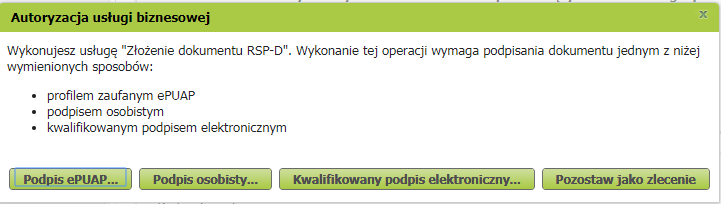 Autoryzacja usługi biznesowej x
Wykonujesz usługę "Złożenie dokumentu RSP-D". Wykonanie tej operacji wymaga podpisania dokumentu jednym z niżej
wymienionych sposobów:
• profilem zaufanym ePUAP
• podpisem osobistym
• kwalifikowanym podpisem elektronicznym
Podpis ePUAP... Podpis osobisty... Kwalifikowany podpis elektroniczny... Pozostaw jako zlecenie